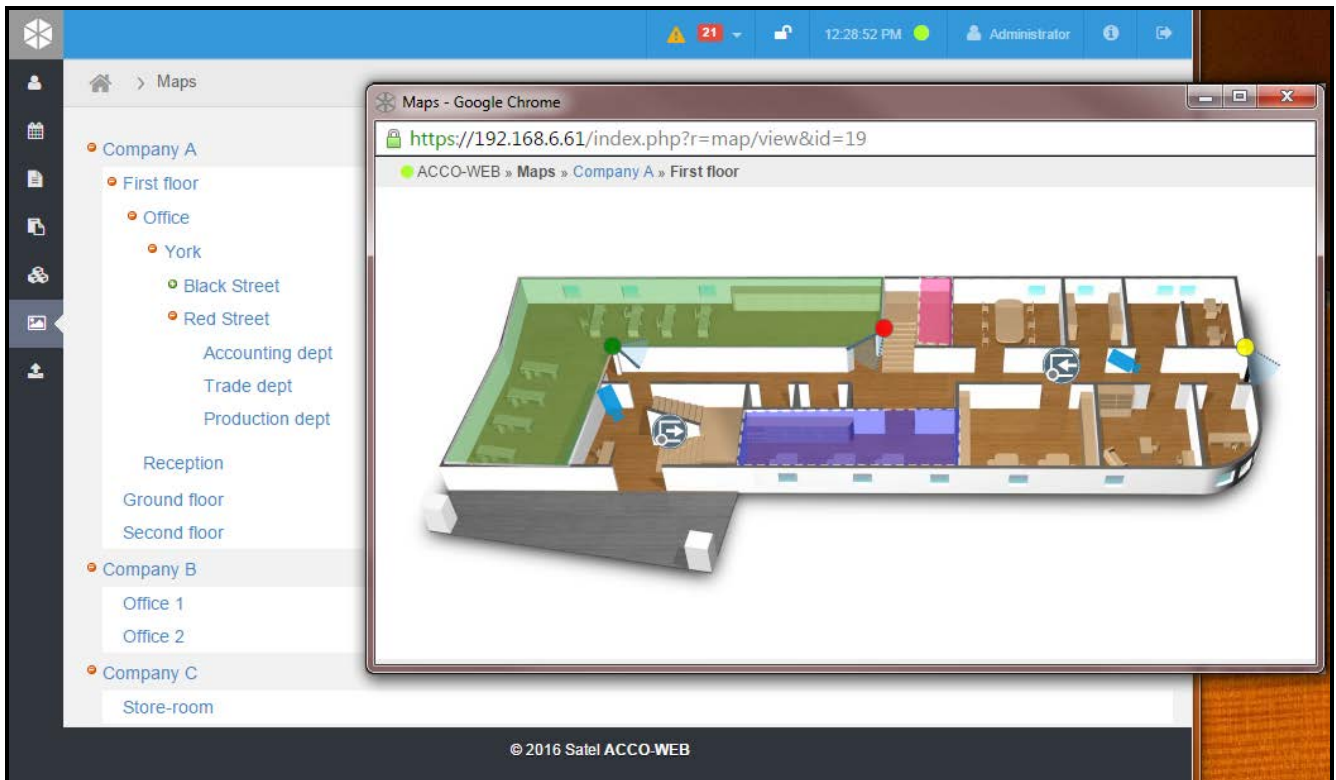 21
12:28:52 PM
Administrator
Maps
Company A
First floor
Office
York
Black Street
Red Street
Accounting dept
Trade dept
Production dept
Reception
Ground floor
Second floor
Company B
Office 1
Office 2
Company C
Store-room
Maps - Google Chrome
https://192.168.6.61/index.php?r=map/view&id=19
ACCO-WEB » Maps » Company A » First floor
© 2016 Satel ACCO-WEB